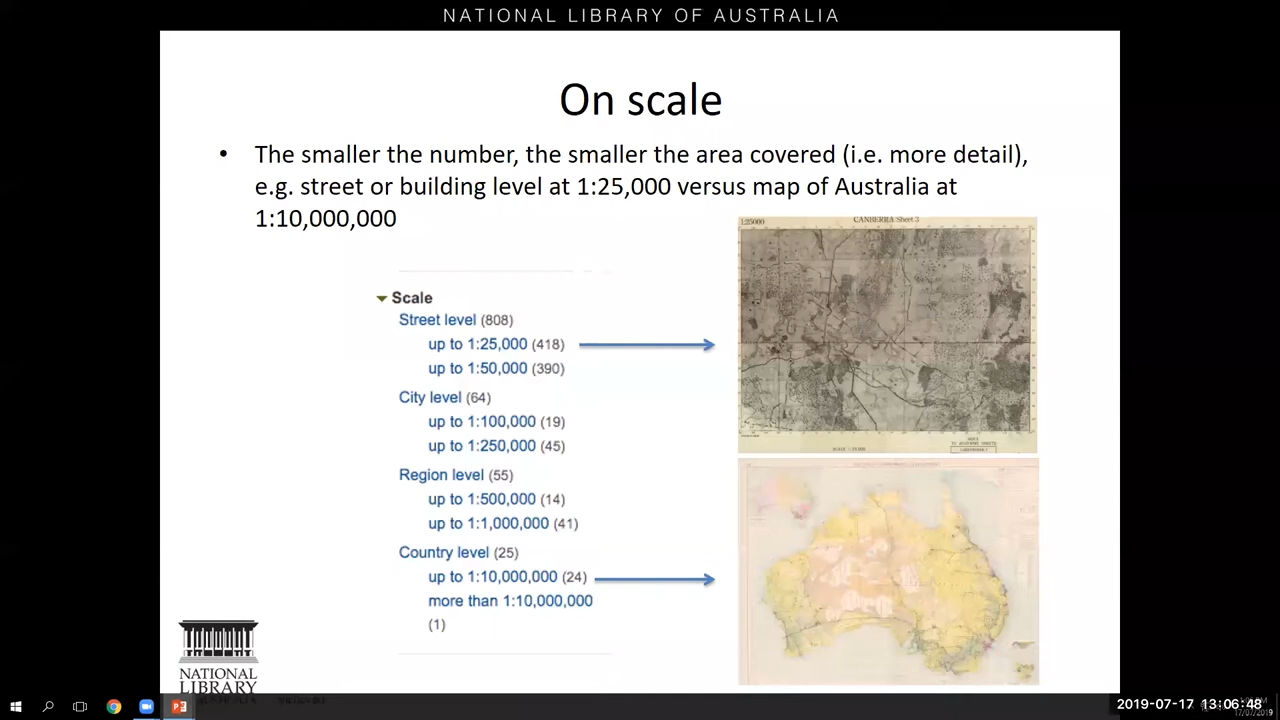 NATIONAL LIBRARY OF AUSTRALIA
On scale
• The smaller the number, the smaller the area covered (i.e. more detail),
e.g. street or building level at 1:25,000 versus map of Australia at
1:10,000,000
1:25000
CANBERRA Sheet 3
Scale
Street level (808)
up to 1:25,000 (418)
up to 1:50,000 (390)
City level (64)
up to 1:100,000 (19)
up to 1:250,000 (45)
Region level (55)
up to 1:500,000 (14)
up to 1:1,000,000 (41)
Country level (25)
up to 1:10,000,000 (24)
more than 1:10,000,000
(1)
NATIONAL
LIBRARY
2019-07-17 13:06:48
17/07/2019